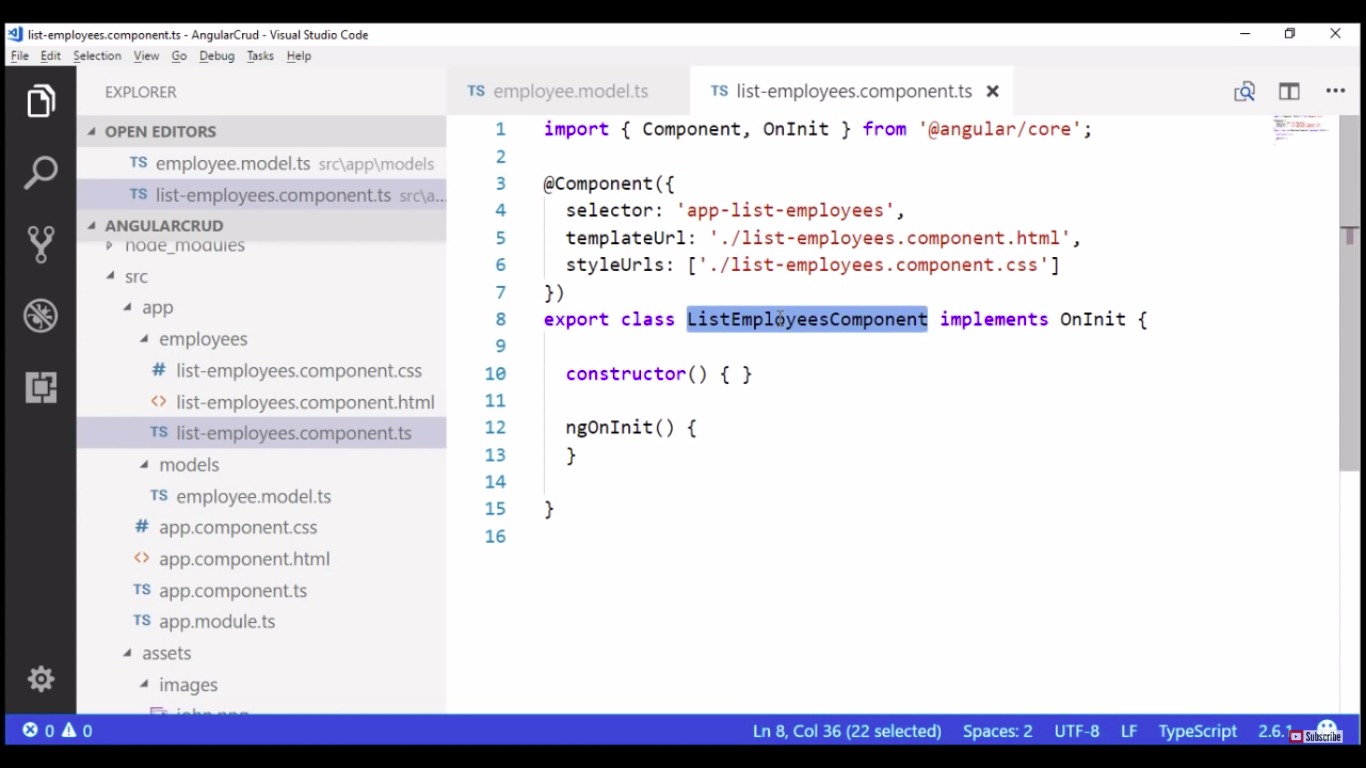 list-employees.component.ts - AngularCrud - Visual Studio Code
File Edit Selection View Go Debug Tasks Help
EXPLORER
OPEN EDITORS
TS employee.model.ts src\app\models
TS list-employees.component.ts src\a...
ANGULARCRUD
node_modules
src
app
employees
# list-employees.component.css
<> list-employees.component.html
TS list-employees.component.ts
models
TS employee.model.ts
# app.component.css
<> app.component.html
TS app.component.ts
TS app.module.ts
assets
images
TS employee.model.ts
TS list-employees.component.ts
1 import { Component, OnInit } from '@angular/core';
2
3 @Component({
4 selector: 'app-list-employees',
5 templateUrl: './list-employees.component.html',
6 styleUrls: ['./list-employees.component.css']
7 })
8 export class ListEmployeesComponent implements OnInit {
9
10 constructor() { }
11
12 ngOnInit() {
13 }
14
15 }
16
0 0
Ln 8, Col 36 (22 selected) Spaces: 2 UTF-8 LF TypeScript 2.6.1
Subscribe